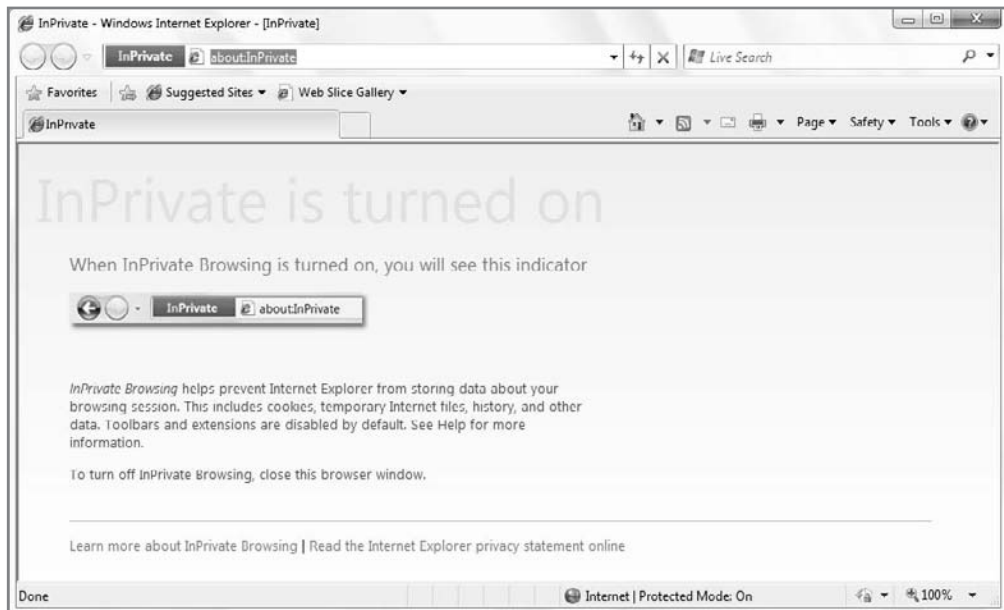 InPrivate - Windows Internet Explorer - [InPrivate]
InPrivate about:InPrivate Live Search
Favorites Suggested Sites Web Slice Gallery
InPrivate Page Safety Tools
InPrivate is turned on
When InPrivate Browsing is turned on, you will see this indicator
InPrivate about:InPrivate
InPrivate Browsing helps prevent Internet Explorer from storing data about your
browsing session. This includes cookies, temporary Internet files, history, and other
data. Toolbars and extensions are disabled by default. See Help for more
information.
To turn off InPrivate Browsing, close this browser window.
Learn more about InPrivate Browsing | Read the Internet Explorer privacy statement online
Done Internet | Protected Mode: On 100%